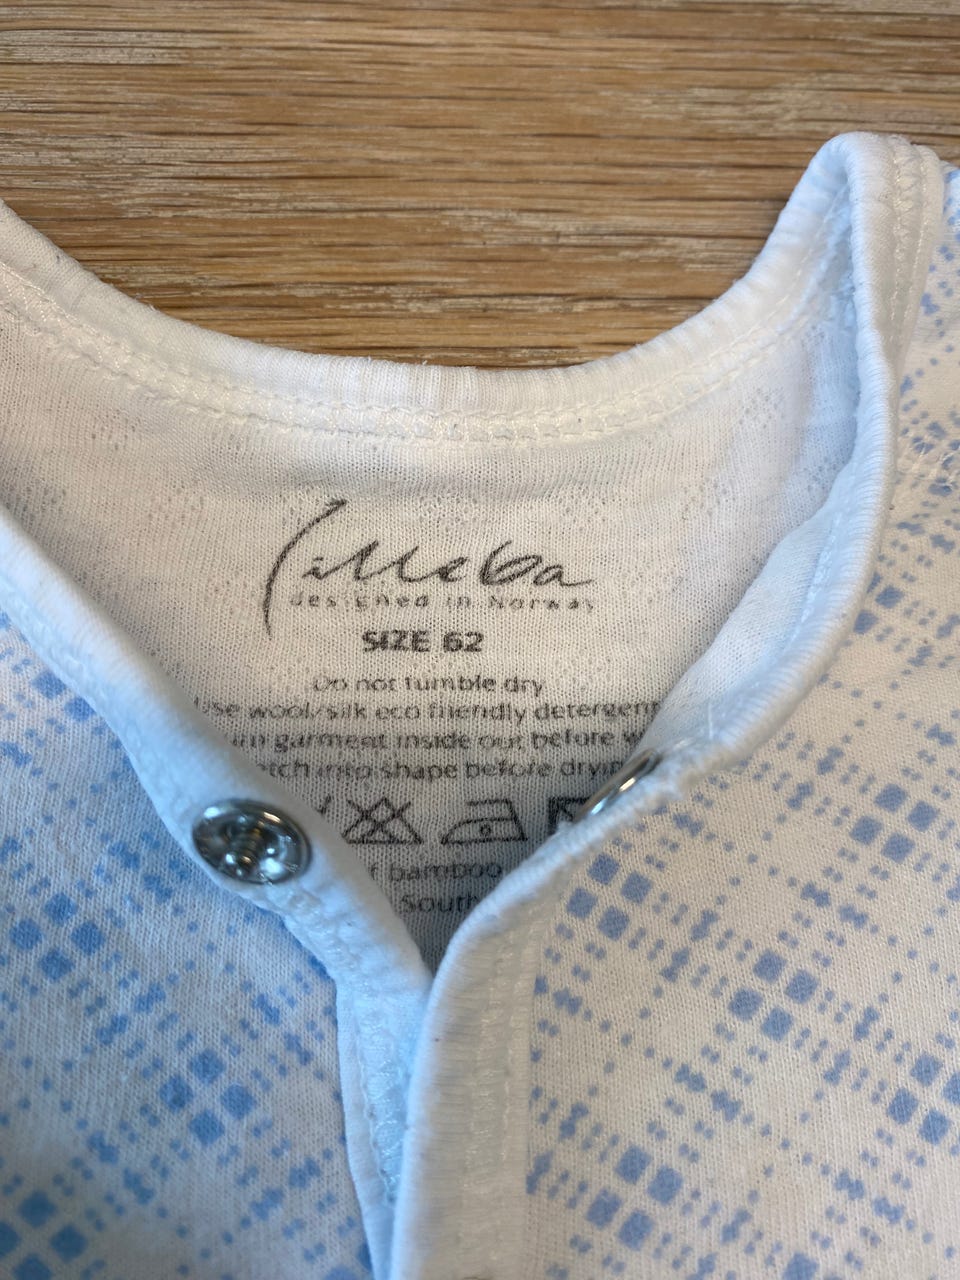 Lilleba
designed in Norway
SIZE 62
Do not tumble dry
Use wool/silk eco friendly detergent
garment inside out before
into shape before
bamboo
South